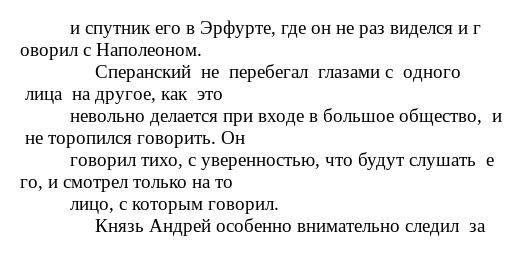 и спутник его в Эрфурте, где он не раз виделся и г
оворил с Наполеоном.
Сперанский не перебегал глазами с одного
лица на другое, как это
невольно делается при входе в большое общество, и
не торопился говорить. Он
говорил тихо, с уверенностью, что будут слушать е
го, и смотрел только на то
лицо, с которым говорил.
Князь Андрей особенно внимательно следил за